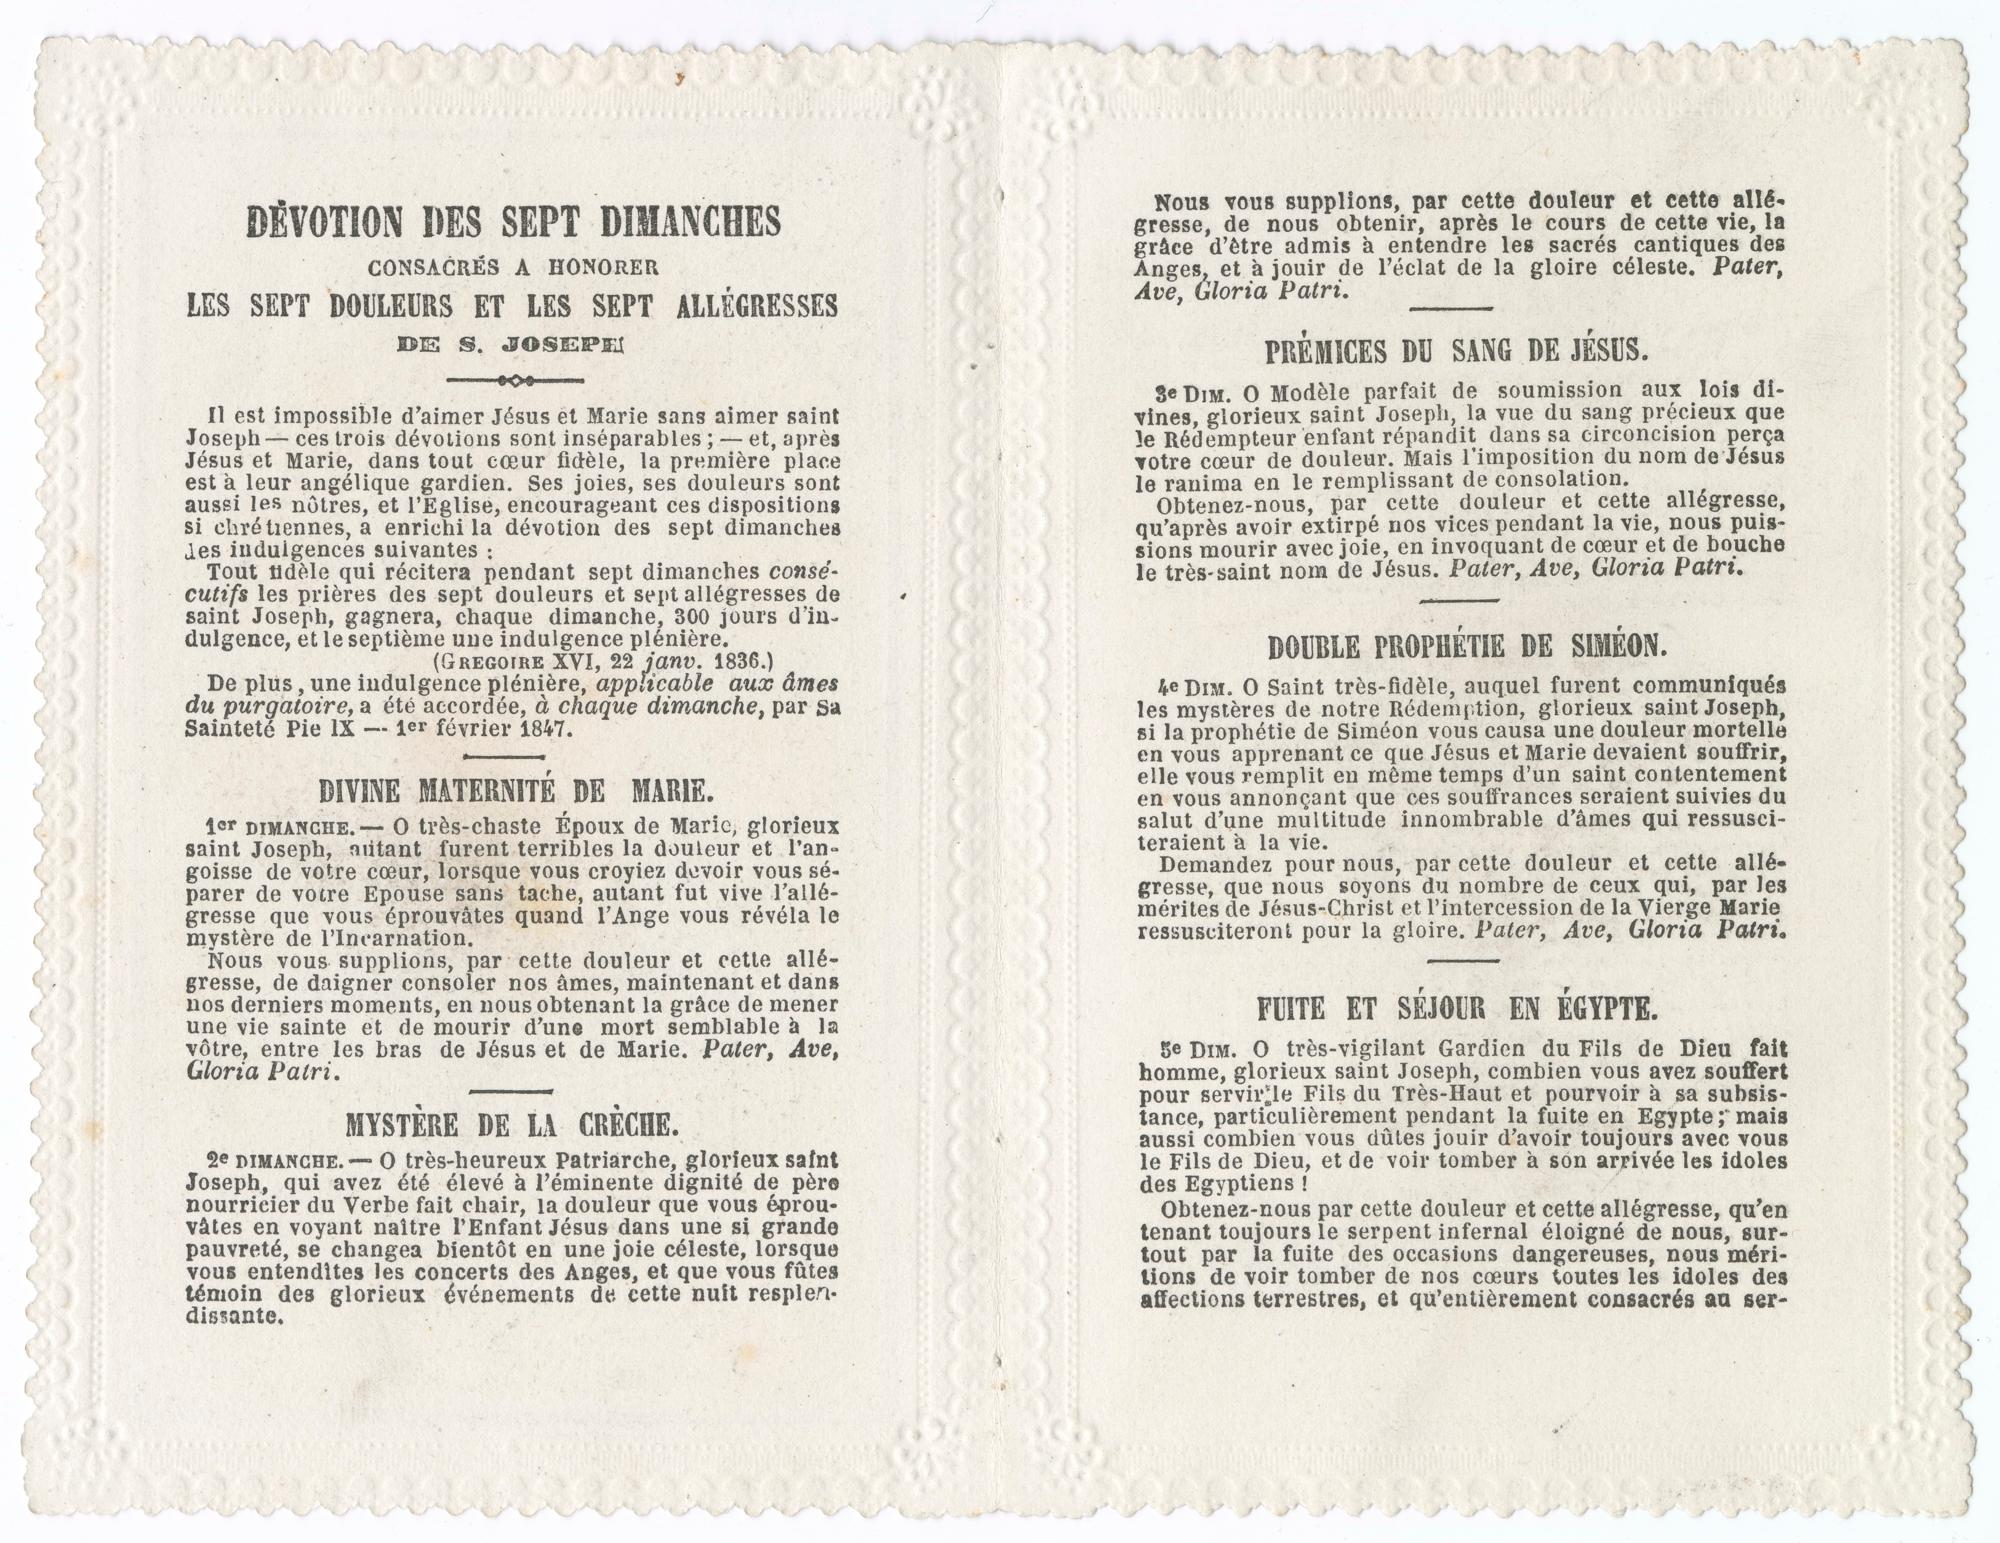 DÉVOTION DES SEPT DIMANCHES
CONSACRÉS A HONORER
LES SEPT DOULEURS ET LES SEPT ALLÉGRESSES
DE S. JOSEPH
Il est impossible d'aimer Jésus et Marie sans aimer saint
Joseph — ces trois dévotions sont inséparables ; — et, après
Jésus et Marie, dans tout cœur fidèle, la première place
est à leur angélique gardien. Ses joies, ses douleurs sont
aussi les nôtres, et l'Eglise, encourageant ces dispositions
si chrétiennes, a enrichi la dévotion des sept dimanches
des indulgences suivantes :
Tout fidèle qui récitera pendant sept dimanches consé-
cutifs les prières des sept douleurs et sept allégresses de
saint Joseph, gagnera, chaque dimanche, 300 jours d'in-
dulgence, et le septième une indulgence plénière.
(GREGOIRE XVI, 22 janv. 1836.)
De plus, une indulgence plénière, applicable aux âmes
du purgatoire, a été accordée, à chaque dimanche, par Sa
Sainteté Pie IX — 1er février 1847.
DIVINE MATERNITÉ DE MARIE.
1er DIMANCHE. — O très-chaste Époux de Marie, glorieux
saint Joseph, autant furent terribles la douleur et l'an-
goisse de votre cœur, lorsque vous croyiez devoir vous sé-
parer de votre Epouse sans tache, autant fut vive l'allé-
gresse que vous éprouvâtes quand l'Ange vous révéla le
mystère de l'Incarnation.
Nous vous supplions, par cette douleur et cette allé-
gresse, de daigner consoler nos âmes, maintenant et dans
nos derniers moments, en nous obtenant la grâce de mener
une vie sainte et de mourir d'une mort semblable à la
vôtre, entre les bras de Jésus et de Marie. Pater, Ave,
Gloria Patri.
MYSTÈRE DE LA CRÈCHE.
2e DIMANCHE. — O très-heureux Patriarche, glorieux saint
Joseph, qui avez été élevé à l'éminente dignité de père
nourricier du Verbe fait chair, la douleur que vous éprou-
vâtes en voyant naître l'Enfant Jésus dans une si grande
pauvreté, se changea bientôt en une joie céleste, lorsque
vous entendîtes les concerts des Anges, et que vous fûtes
témoin des glorieux événements de cette nuit resplen-
dissante.
Nous vous supplions, par cette douleur et cette allé-
gresse, de nous obtenir, après le cours de cette vie, la
grâce d'être admis à entendre les sacrés cantiques des
Anges, et à jouir de l'éclat de la gloire céleste. Pater,
Ave, Gloria Patri.
PRÉMICES DU SANG DE JÉSUS.
3e DIM. O Modèle parfait de soumission aux lois di-
vines, glorieux saint Joseph, la vue du sang précieux que
le Rédempteur enfant répandit dans sa circoncision perça
votre cœur de douleur. Mais l'imposition du nom de Jésus
le ranima en le remplissant de consolation.
Obtenez-nous, par cette douleur et cette allégresse,
qu'après avoir extirpé nos vices pendant la vie, nous puis-
sions mourir avec joie, en invoquant de cœur et de bouche
le très-saint nom de Jésus. Pater, Ave, Gloria Patri.
DOUBLE PROPHÉTIE DE SIMÉON.
4e DIM. O Saint très-fidèle, auquel furent communiqués
les mystères de notre Rédemption, glorieux saint Joseph,
si la prophétie de Siméon vous causa une douleur mortelle
en vous apprenant ce que Jésus et Marie devaient souffrir,
elle vous remplit en même temps d'un saint contentement
en vous annonçant que ces souffrances seraient suivies du
salut d'une multitude innombrable d'âmes qui ressusci-
teraient à la vie.
Demandez pour nous, par cette douleur et cette allé-
gresse, que nous soyons du nombre de ceux qui, par les
mérites de Jésus-Christ et l'intercession de la Vierge Marie
ressusciteront pour la gloire. Pater, Ave, Gloria Patri.
FUITE ET SÉJOUR EN ÉGYPTE.
5e DIM. O très-vigilant Gardien du Fils de Dieu fait
homme, glorieux saint Joseph, combien vous avez souffert
pour servir le Fils du Très-Haut et pourvoir à sa subsis-
tance, particulièrement pendant la fuite en Egypte ; mais
aussi combien vous dûtes jouir d'avoir toujours avec vous
le Fils de Dieu, et de voir tomber à son arrivée les idoles
des Egyptiens !
Obtenez-nous par cette douleur et cette allégresse, qu'en
tenant toujours le serpent infernal éloigné de nous, sur-
tout par la fuite des occasions dangereuses, nous méri-
tions de voir tomber de nos cœurs toutes les idoles des
affections terrestres, et qu'entièrement consacrés au ser-